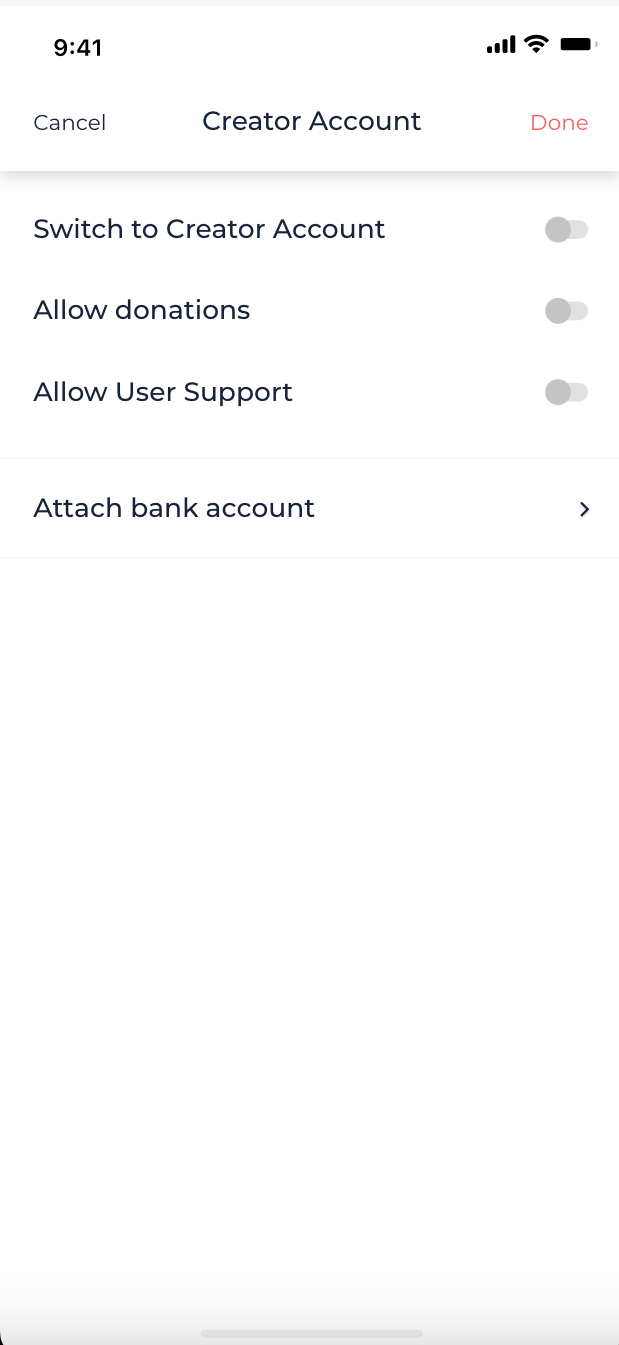 9:41
Cancel Creator Account Done
Switch to Creator Account
Allow donations
Allow User Support
Attach bank account